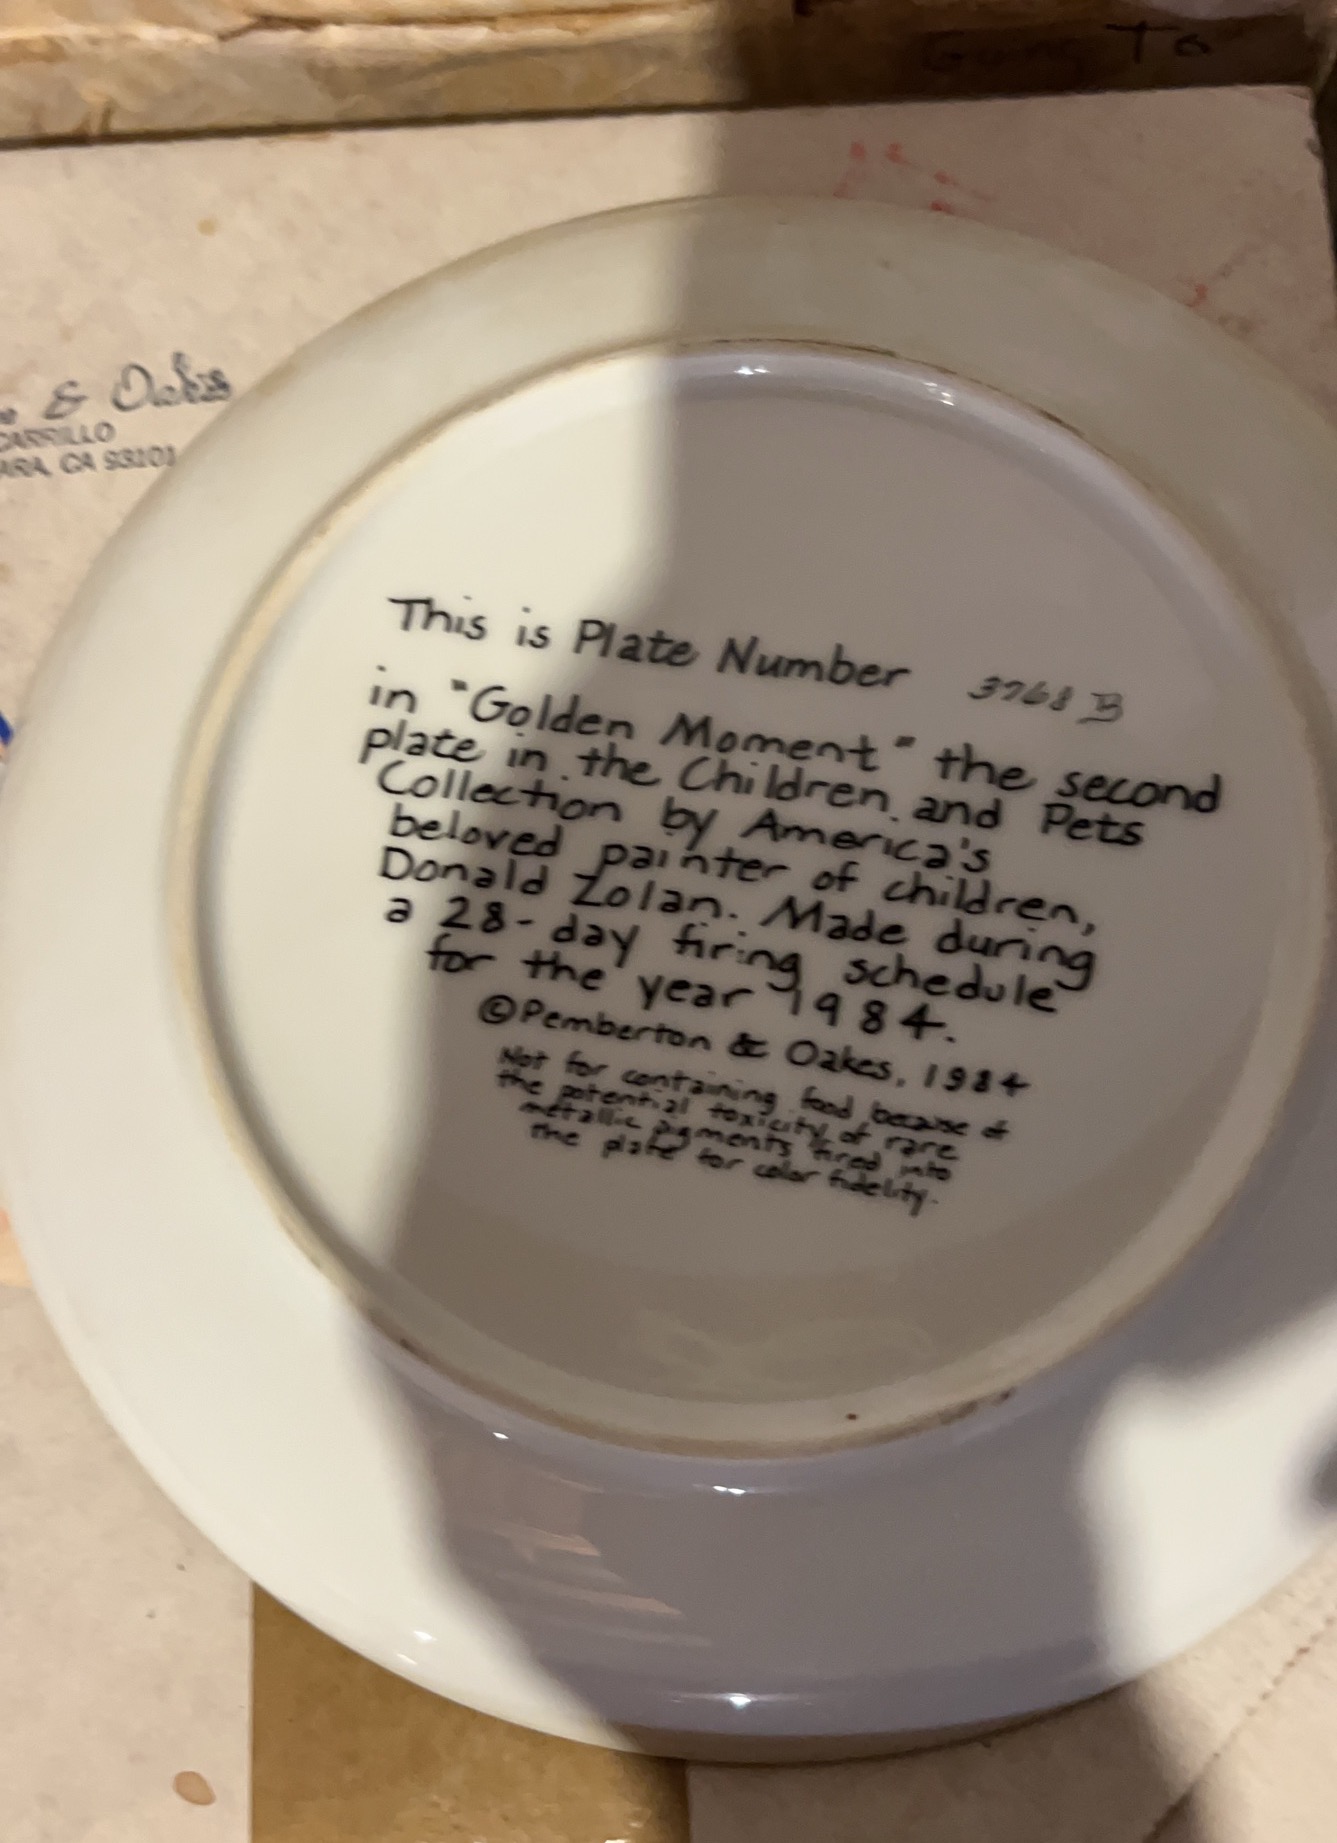 To
& Oakes
CARRILLO
ARA, CA 93101
This is Plate Number 3768 B
in "Golden Moment" the second
plate in the Children and Pets
Collection by America's
beloved painter of children,
Donald Zolan. Made during
a 28-day firing schedule
for the year 1984.
©Pemberton & Oakes, 1984
Not for containing food because of
the potential toxicity of rare
metallic pigments fired into
the plate for color fidelity.